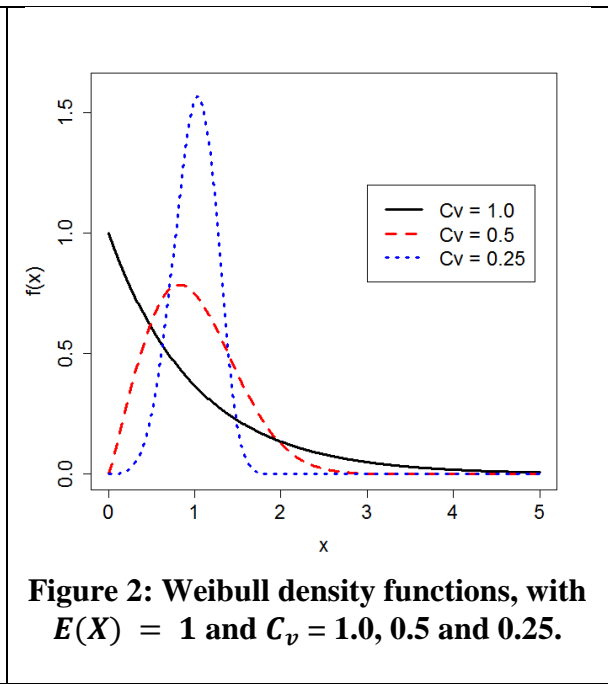 1.5
1.0
0.5
0.0
f(x)
Cv = 1.0
Cv = 0.5
Cv = 0.25
0 1 2 3 4 5
x
Figure 2: Weibull density functions, with
𝑬(𝑿) = 𝟏 and 𝑪𝒗 = 1.0, 0.5 and 0.25.